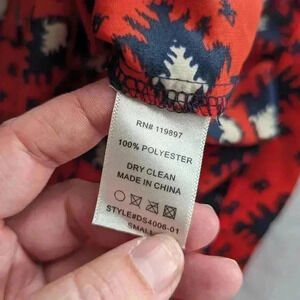 RN# 119897
100% POLYESTER
DRY CLEAN
MADE IN CHINA
STYLE#DS4006-01
SMALL